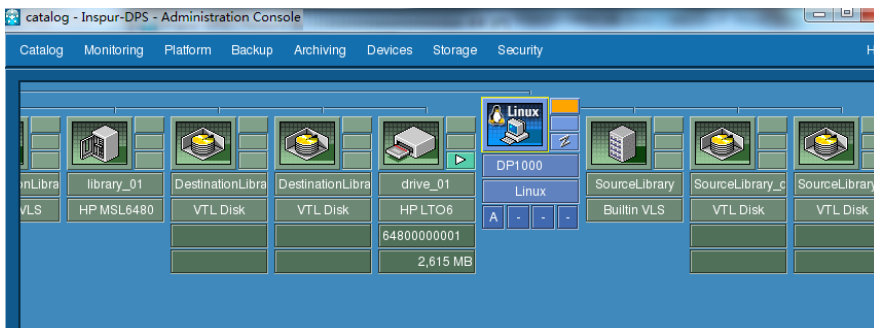 catalog - Inspur-DPS - Administration Console
Catalog Monitoring Platform Backup Archiving Devices Storage Security H
Linux
DP1000
Linux
A - - -
onLibra library_01 DestinationLibra DestinationLibra drive_01 SourceLibrary SourceLibrary_c SourceLibrary
VLS HP MSL6480 VTL Disk VTL Disk HP LTO6 Builtin VLS VTL Disk VTL Disk
64800000001
2,615 MB